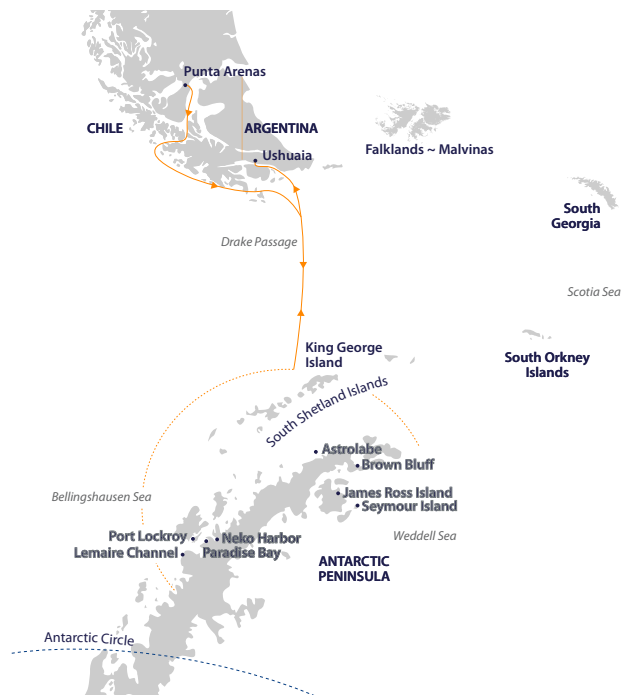 Punta Arenas
CHILE
ARGENTINA
Falklands ~ Malvinas
Ushuaia
South
Georgia
Drake Passage
Scotia Sea
King George
Island
South Orkney
Islands
South Shetland Islands
Astrolabe
Brown Bluff
James Ross Island
Seymour Island
Bellingshausen Sea
Port Lockroy
Neko Harbor
Weddell Sea
Lemaire Channel
Paradise Bay
ANTARCTIC
PENINSULA
Antarctic Circle